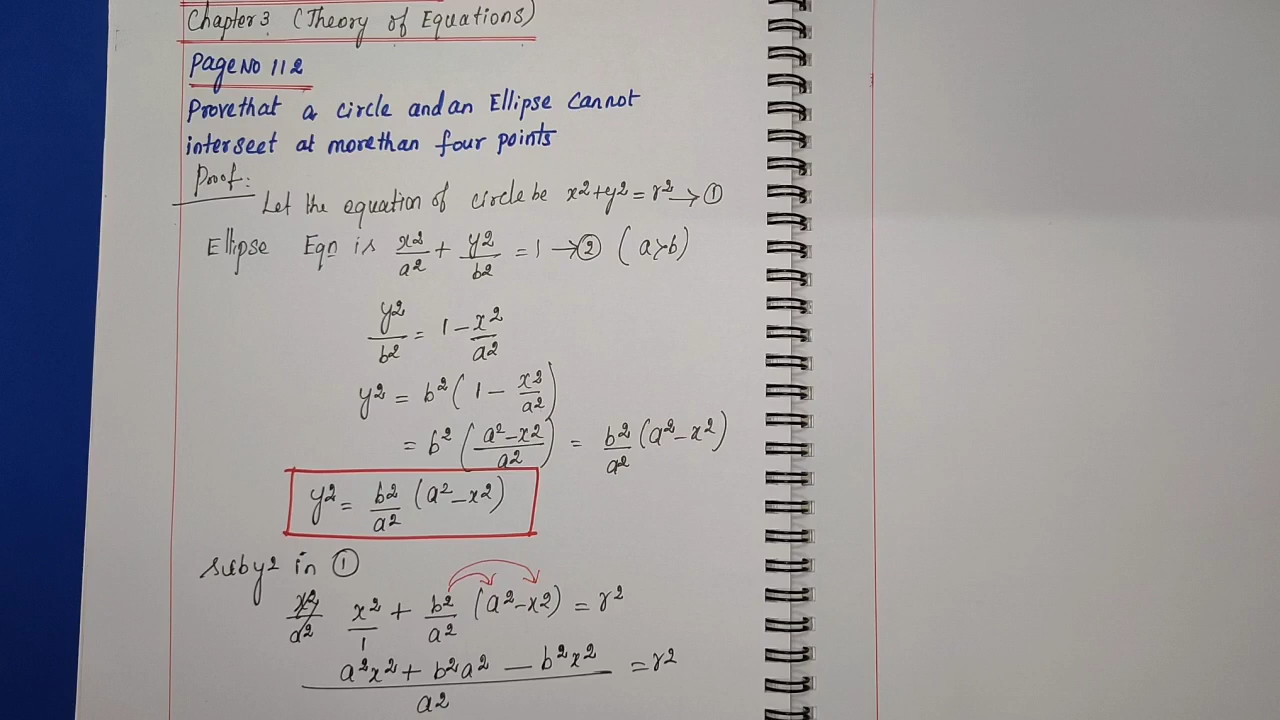 Chapter 3 (Theory of Equations)
Page No 112
Prove that a circle and an Ellipse cannot
interseet at more than four points
Proof:
Let the equation of circle be x²+y²=r² → ①
Ellipse Eqn is x²/a² + y²/b² = 1 → ② (a>b)
y²/b² = 1 - x²/a²
y² = b² (1 - x²/a²)
= b² (a²-x²/a²) = b²/a² (a²-x²)
y² = b²/a² (a²-x²)
sub y² in ①
x²/a² x²/1 + b²/a² (a²-x²) = r²
a²x² + b²a² - b²x² / a² = r²